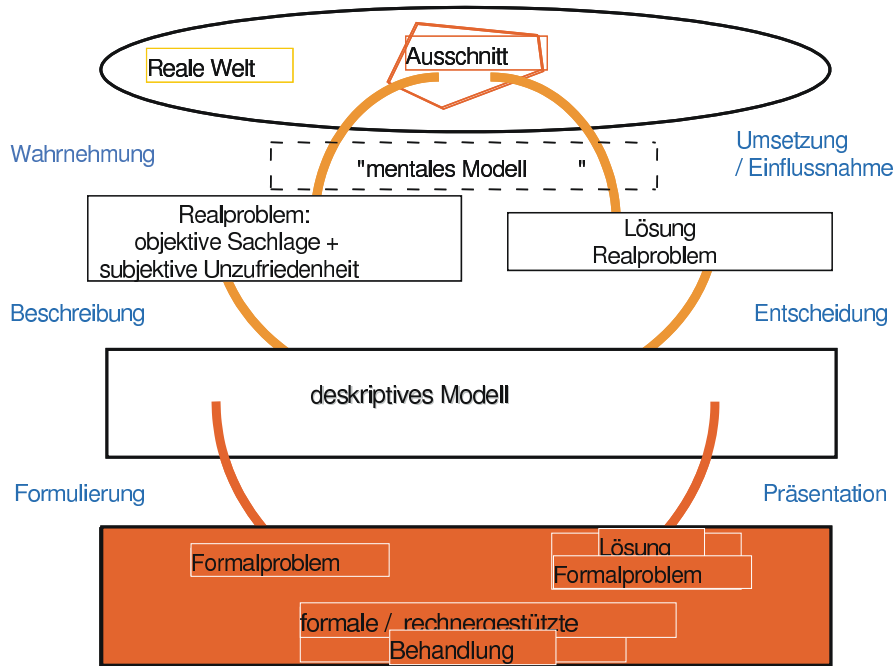 Ausschnitt
Reale Welt
Wahrnehmung
Umsetzung
/ Einflussnahme
"mentales Modell "
Realproblem:
objektive Sachlage +
subjektive Unzufriedenheit
Lösung
Realproblem
Beschreibung
Entscheidung
deskriptives Modell
Formulierung
Präsentation
Formalproblem
Lösung
Formalproblem
formale / rechnergestützte
Behandlung